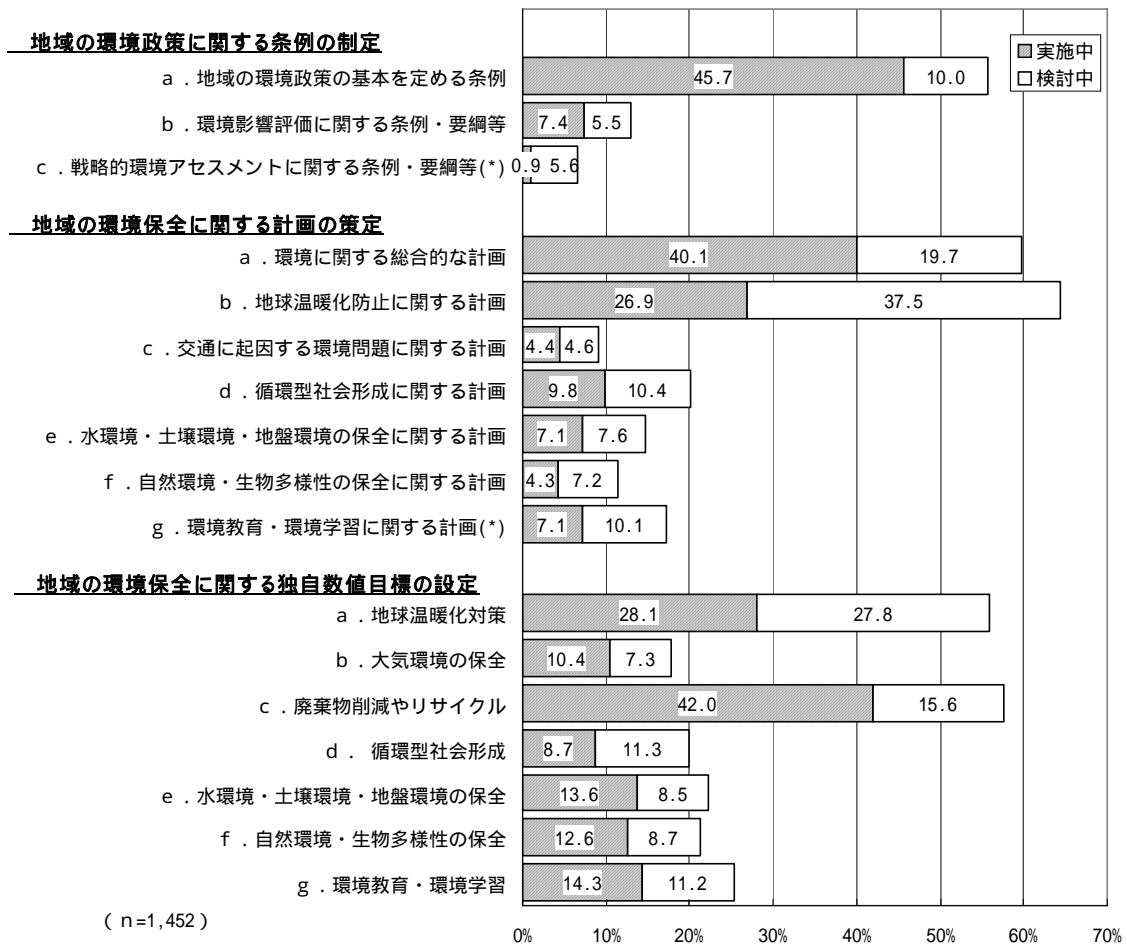 地域の環境政策に関する条例の制定
実施中
検討中
a．地域の環境政策の基本を定める条例 45.7 10.0
b．環境影響評価に関する条例・要綱等 7.4 5.5
c．戦略的環境アセスメントに関する条例・要綱等(*) 0.9 5.6
地域の環境保全に関する計画の策定
a．環境に関する総合的な計画 40.1 19.7
b．地球温暖化防止に関する計画 26.9 37.5
c．交通に起因する環境問題に関する計画 4.4 4.6
d．循環型社会形成に関する計画 9.8 10.4
e．水環境・土壌環境・地盤環境の保全に関する計画 7.1 7.6
f．自然環境・生物多様性の保全に関する計画 4.3 7.2
g．環境教育・環境学習に関する計画(*) 7.1 10.1
地域の環境保全に関する独自数値目標の設定
a．地球温暖化対策 28.1 27.8
b．大気環境の保全 10.4 7.3
c．廃棄物削減やリサイクル 42.0 15.6
d． 循環型社会形成 8.7 11.3
e．水環境・土壌環境・地盤環境の保全 13.6 8.5
f．自然環境・生物多様性の保全 12.6 8.7
g．環境教育・環境学習 14.3 11.2
（n=1,452）
0% 10% 20% 30% 40% 50% 60% 70%